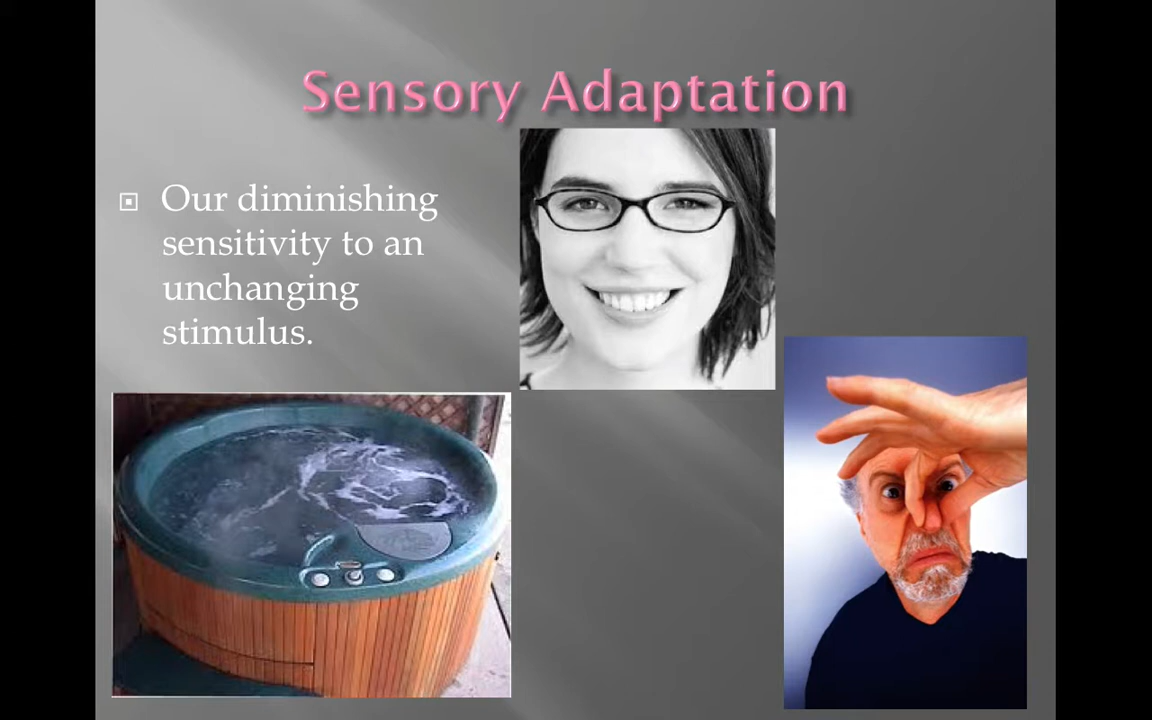 Sensory Adaptation
Our diminishing
sensitivity to an
unchanging
stimulus.